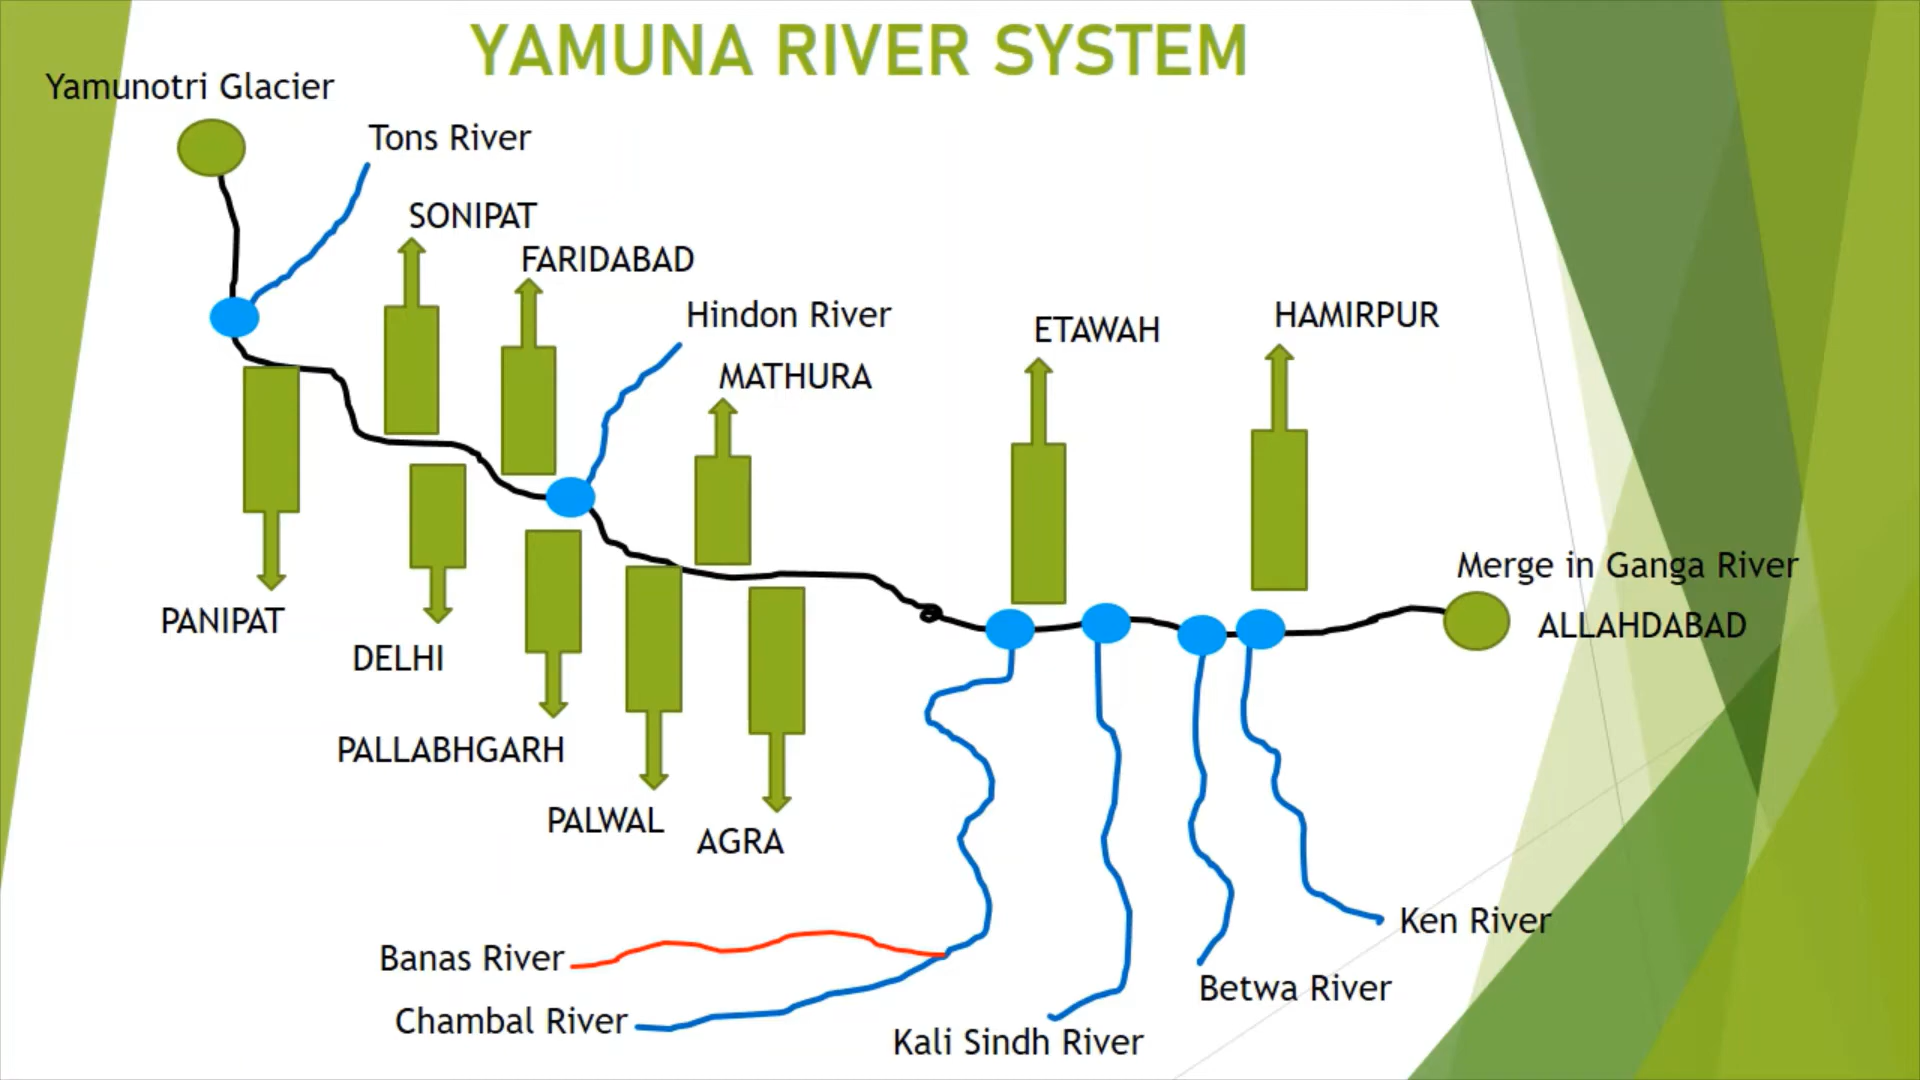 YAMUNA RIVER SYSTEM
Yamunotri Glacier
Tons River
SONIPAT
FARIDABAD
Hindon River
MATHURA
ETAWAH
HAMIRPUR
Merge in Ganga River
ALLAHDABAD
PANIPAT
DELHI
PALLABHGARH
PALWAL
AGRA
Banas River
Chambal River
Kali Sindh River
Betwa River
Ken River